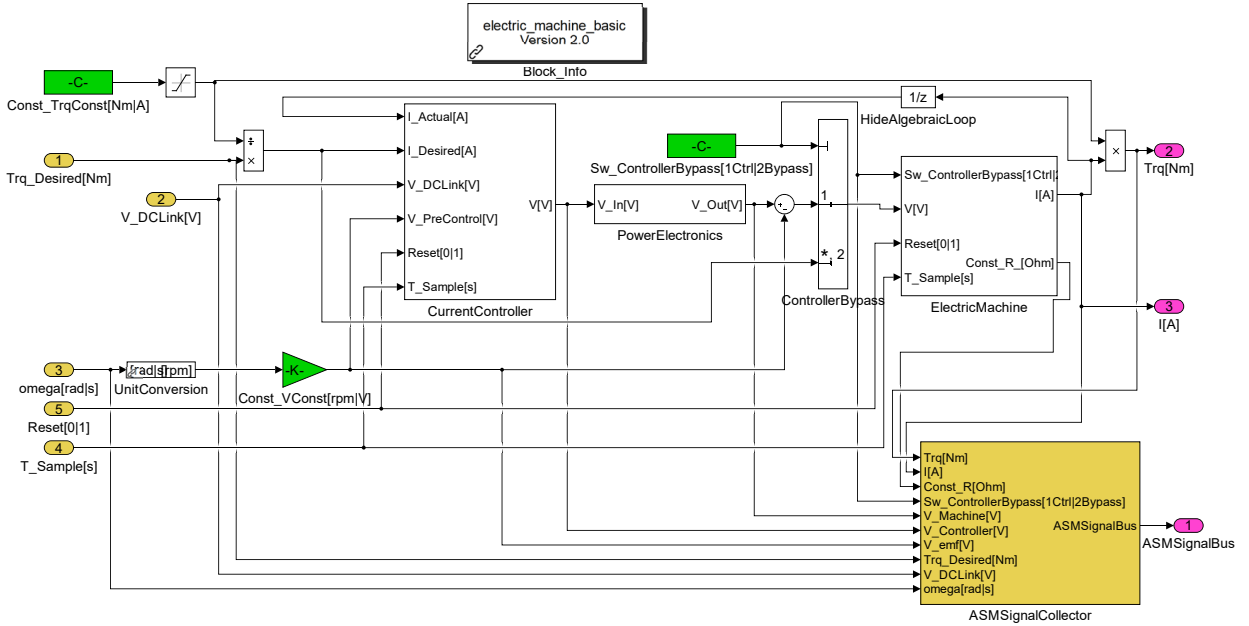 electric_machine_basic
Version 2.0
Block_Info
-C-
Const_TrqConst[Nm|A]
1/z
HideAlgebraicLoop
1
Trq_Desired[Nm]
÷
×
2
V_DCLink[V]
I_Actual[A]
I_Desired[A]
V_DCLink[V]
V_PreControl[V]
Reset[0|1]
T_Sample[s]
V[V]
CurrentController
-C-
Sw_ControllerBypass[1Ctrl|2Bypass]
V_In[V]
V_Out[V]
PowerElectronics
+
-
1
*, 2
ControllerBypass
Sw_ControllerBypass[1Ctrl|2
V[V]
Reset[0|1]
T_Sample[s]
I[A]
Const_R_[Ohm]
ElectricMachine
×
2
Trq[Nm]
3
I[A]
3
omega[rad|s]
[rad|s]
rpm]
UnitConversion
-K-
Const_VConst[rpm|V]
5
Reset[0|1]
4
T_Sample[s]
Trq[Nm]
I[A]
Const_R[Ohm]
Sw_ControllerBypass[1Ctrl|2Bypass]
V_Machine[V]
V_Controller[V]
V_emf[V]
Trq_Desired[Nm]
V_DCLink[V]
omega[rad|s]
ASMSignalBus
ASMSignalCollector
1
ASMSignalBus